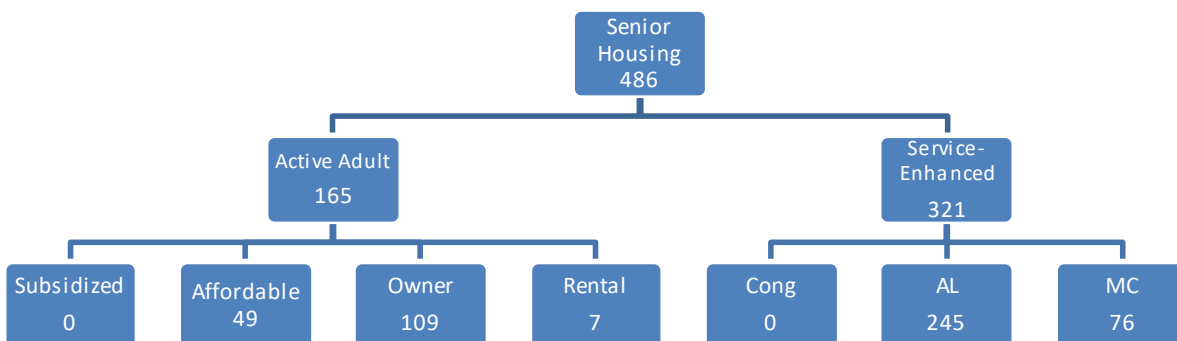 Senior
Housing
486
Active Adult
165
Service-
Enhanced
321
Subsidized
0
Affordable
49
Owner
109
Rental
7
Cong
0
AL
245
MC
76